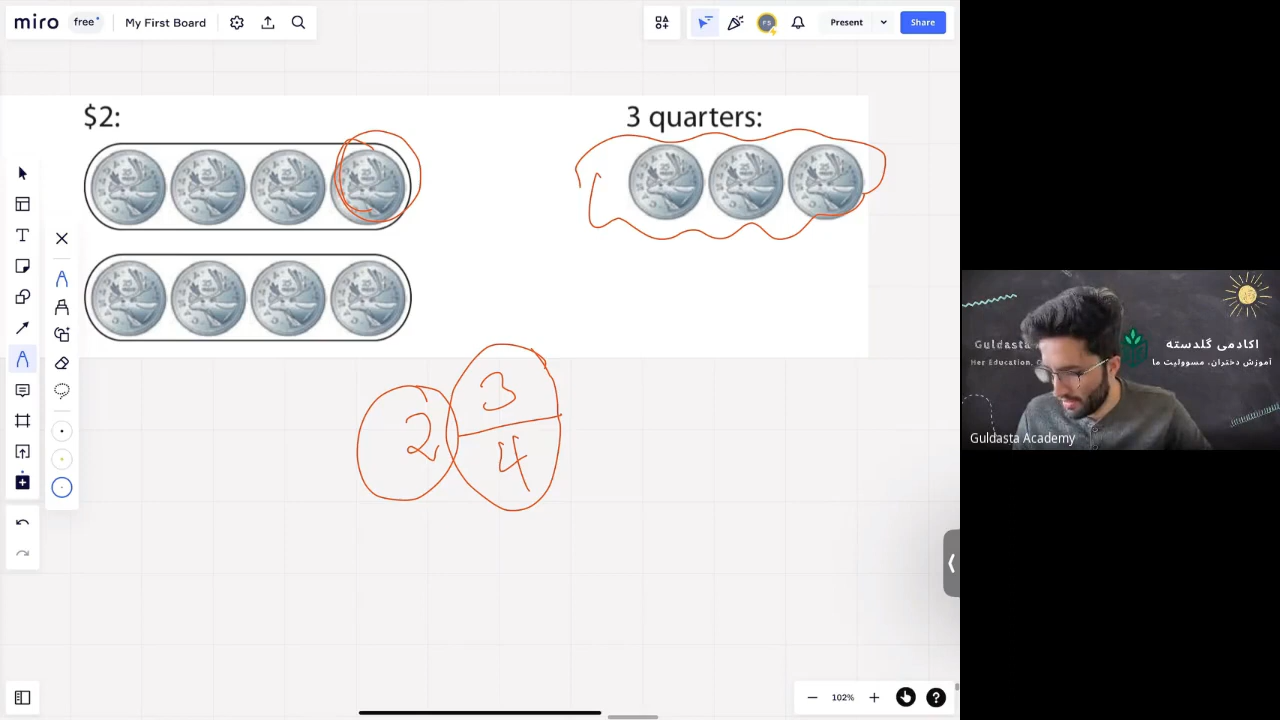 miro free My First Board
Present
Share
$2:
3 quarters:
2 3/4
102%
Guldasta
Her Education,
اکادمی گلدسته
آموزش دختران، مسوولیت ما
Guldasta Academy